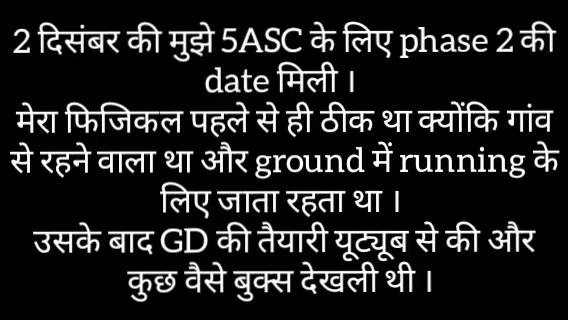 2 दिसंबर की मुझे 5ASC के लिए phase 2 की
date मिली ।
मेरा फिजिकल पहले से ही ठीक था क्योंकि गांव
से रहने वाला था और ground में running के
लिए जाता रहता था ।
उसके बाद GD की तैयारी यूट्यूब से की और
कुछ वैसे बुक्स देखली थी ।